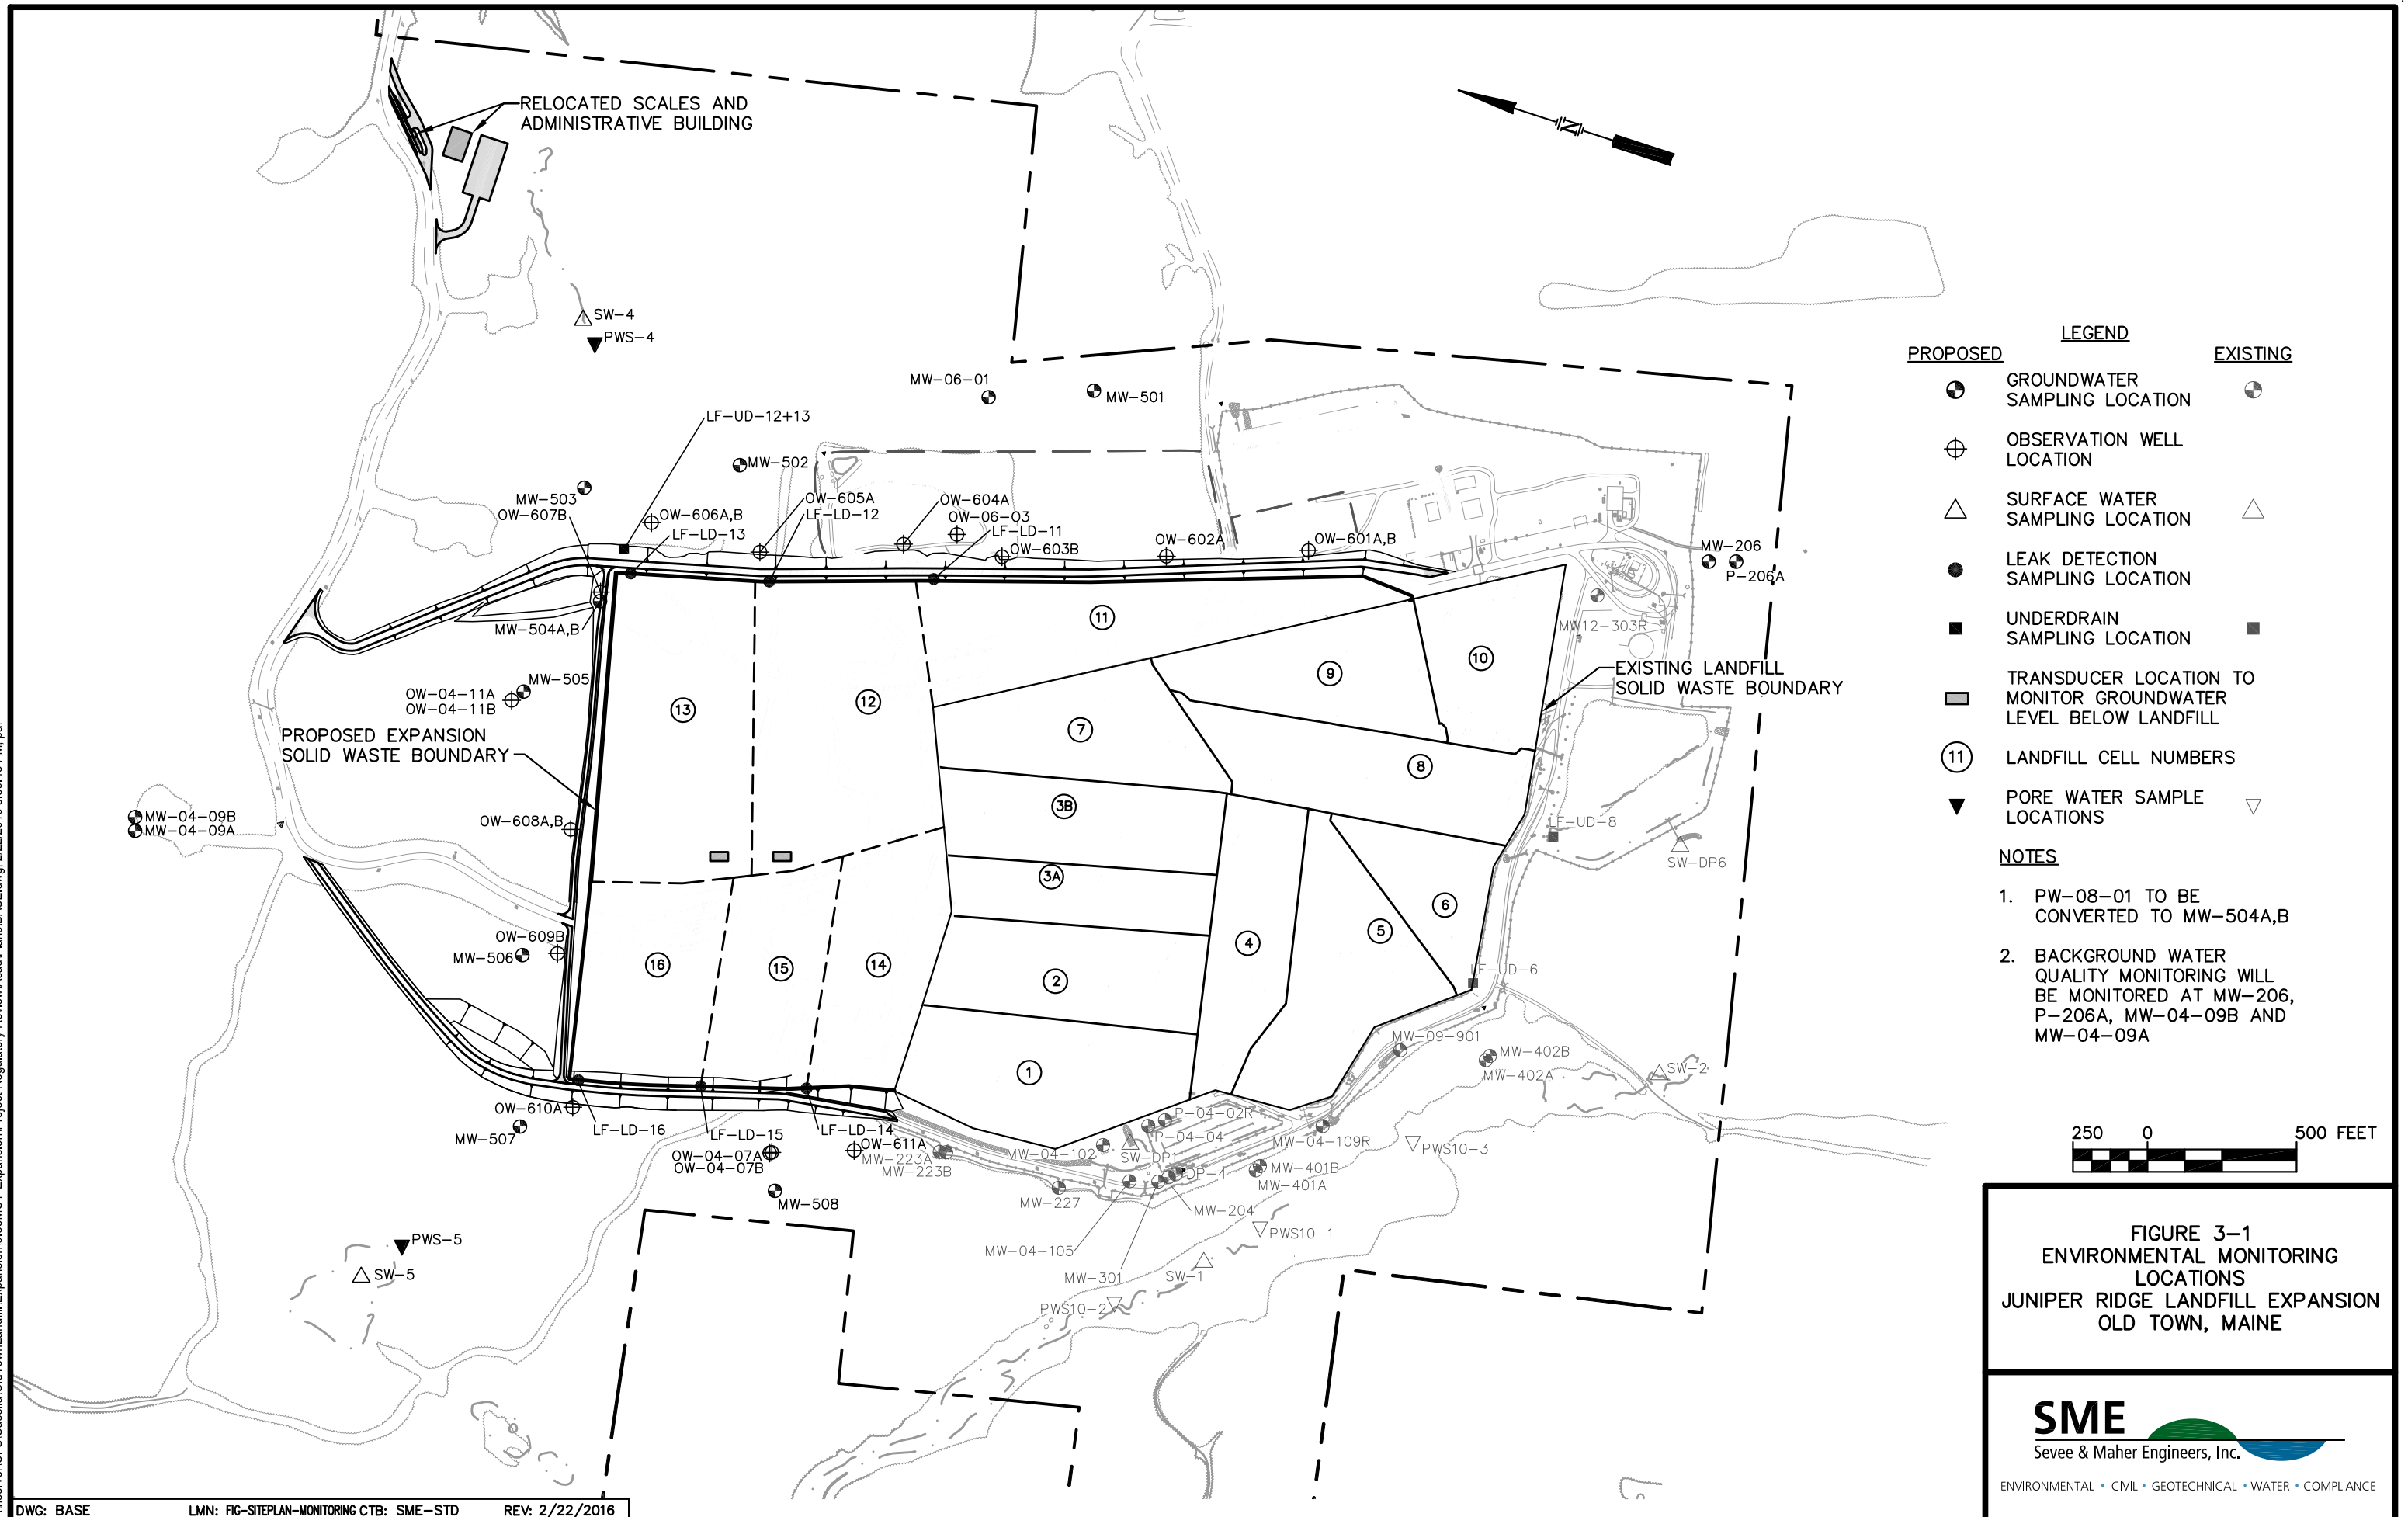 RELOCATED SCALES AND
ADMINISTRATIVE BUILDING
N
SW-4
PWS-4
MW-06-01
MW-501
LF-UD-12+13
MW-502
MW-503
OW-607B
OW-606A,B
LF-LD-13
OW-605A
LF-LD-12
OW-604A
OW-06-03
LF-LD-11
OW-603B
OW-602A
OW-601A,B
MW-206
P-206A
MW12-303R
MW-504A,B
MW-505
OW-04-11A
OW-04-11B
PROPOSED EXPANSION
SOLID WASTE BOUNDARY
EXISTING LANDFILL
SOLID WASTE BOUNDARY
11
10
9
13
12
7
8
3B
3A
6
5
4
16
15
14
2
1
MW-04-09B
MW-04-09A
OW-608A,B
LF-UD-8
SW-DP6
OW-609B
MW-506
LF-UD-6
MW-09-901
MW-402B
MW-402A
SW-2
OW-610A
MW-507
LF-LD-16
LF-LD-15
LF-LD-14
OW-04-07A
OW-04-07B
OW-611A
MW-223A
MW-223B
MW-508
P-04-02R
P-04-04
MW-04-102
SW-DP1
MW-04-109R
PWS10-3
DP-4
MW-401B
MW-401A
MW-227
MW-204
MW-04-105
PWS10-1
MW-301
SW-1
PWS10-2
PWS-5
SW-5
LEGEND
PROPOSED
EXISTING
GROUNDWATER
SAMPLING LOCATION
OBSERVATION WELL
LOCATION
SURFACE WATER
SAMPLING LOCATION
LEAK DETECTION
SAMPLING LOCATION
UNDERDRAIN
SAMPLING LOCATION
TRANSDUCER LOCATION TO
MONITOR GROUNDWATER
LEVEL BELOW LANDFILL
11 LANDFILL CELL NUMBERS
PORE WATER SAMPLE
LOCATIONS
NOTES
1. PW-08-01 TO BE
CONVERTED TO MW-504A,B
2. BACKGROUND WATER
QUALITY MONITORING WILL
BE MONITORED AT MW-206,
P-206A, MW-04-09B AND
MW-04-09A
250 0 500 FEET
FIGURE 3-1
ENVIRONMENTAL MONITORING
LOCATIONS
JUNIPER RIDGE LANDFILL EXPANSION
OLD TOWN, MAINE
SME
Sevee & Maher Engineers, Inc.
ENVIRONMENTAL • CIVIL • GEOTECHNICAL • WATER • COMPLIANCE
DWG: BASE LMN: FIG-SITEPLAN-MONITORING CTB: SME-STD REV: 2/22/2016